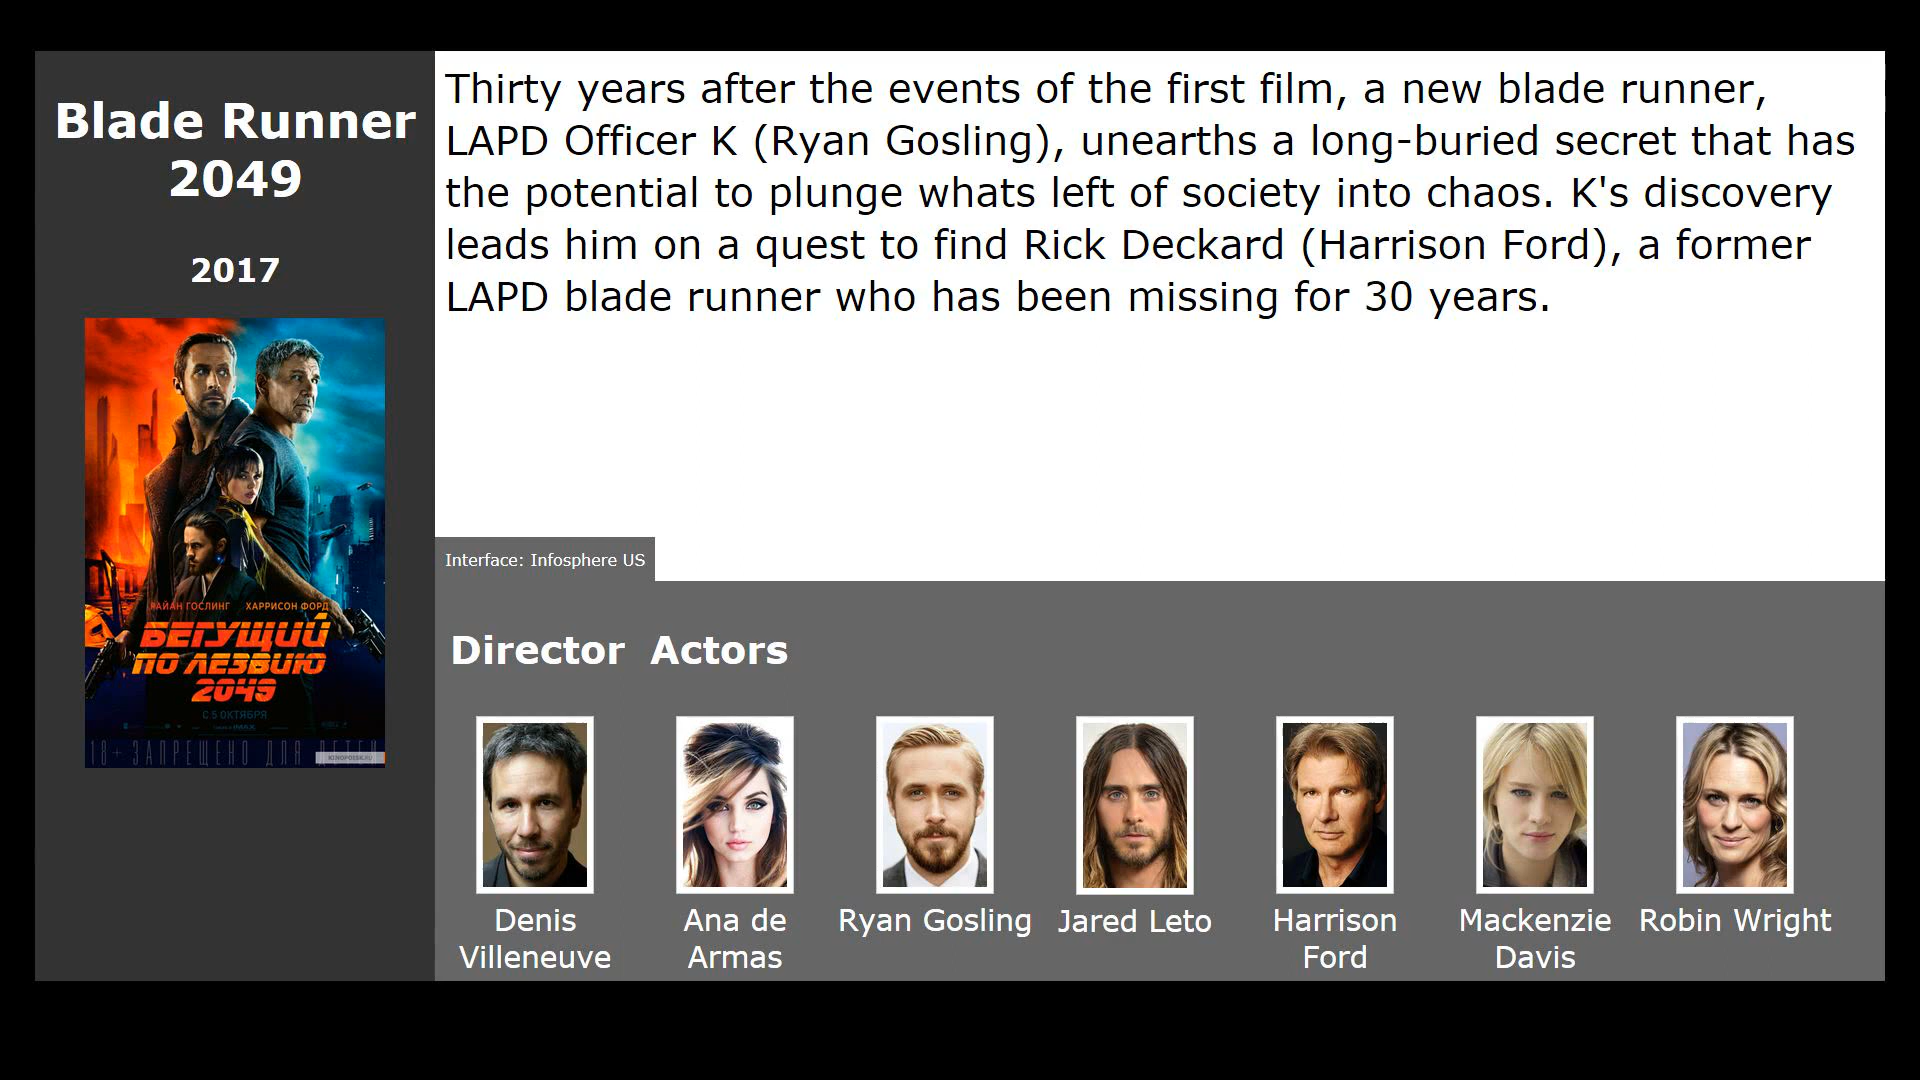 Blade Runner
2049
2017
РАЙАН ГОСЛИНГ ХАРРИСОН ФОРД
БЕГУЩИЙ
ПО ЛЕЗВИЮ
2049
С 5 ОКТЯБРЯ
18+ ЗАПРЕЩЕНО ДЛЯ ДЕТЕЙ
KINOPOISK.RU
Thirty years after the events of the first film, a new blade runner,
LAPD Officer K (Ryan Gosling), unearths a long-buried secret that has
the potential to plunge whats left of society into chaos. K's discovery
leads him on a quest to find Rick Deckard (Harrison Ford), a former
LAPD blade runner who has been missing for 30 years.
Interface: Infosphere US
Director Actors
Denis
Villeneuve
Ana de
Armas
Ryan Gosling
Jared Leto
Harrison
Ford
Mackenzie
Davis
Robin Wright